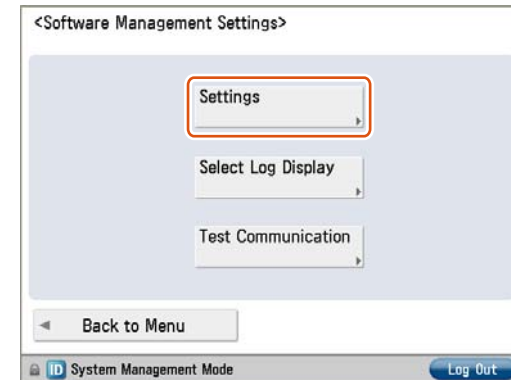 <Software Management Settings>
Settings
Select Log Display
Test Communication
Back to Menu
ID System Management Mode
Log Out